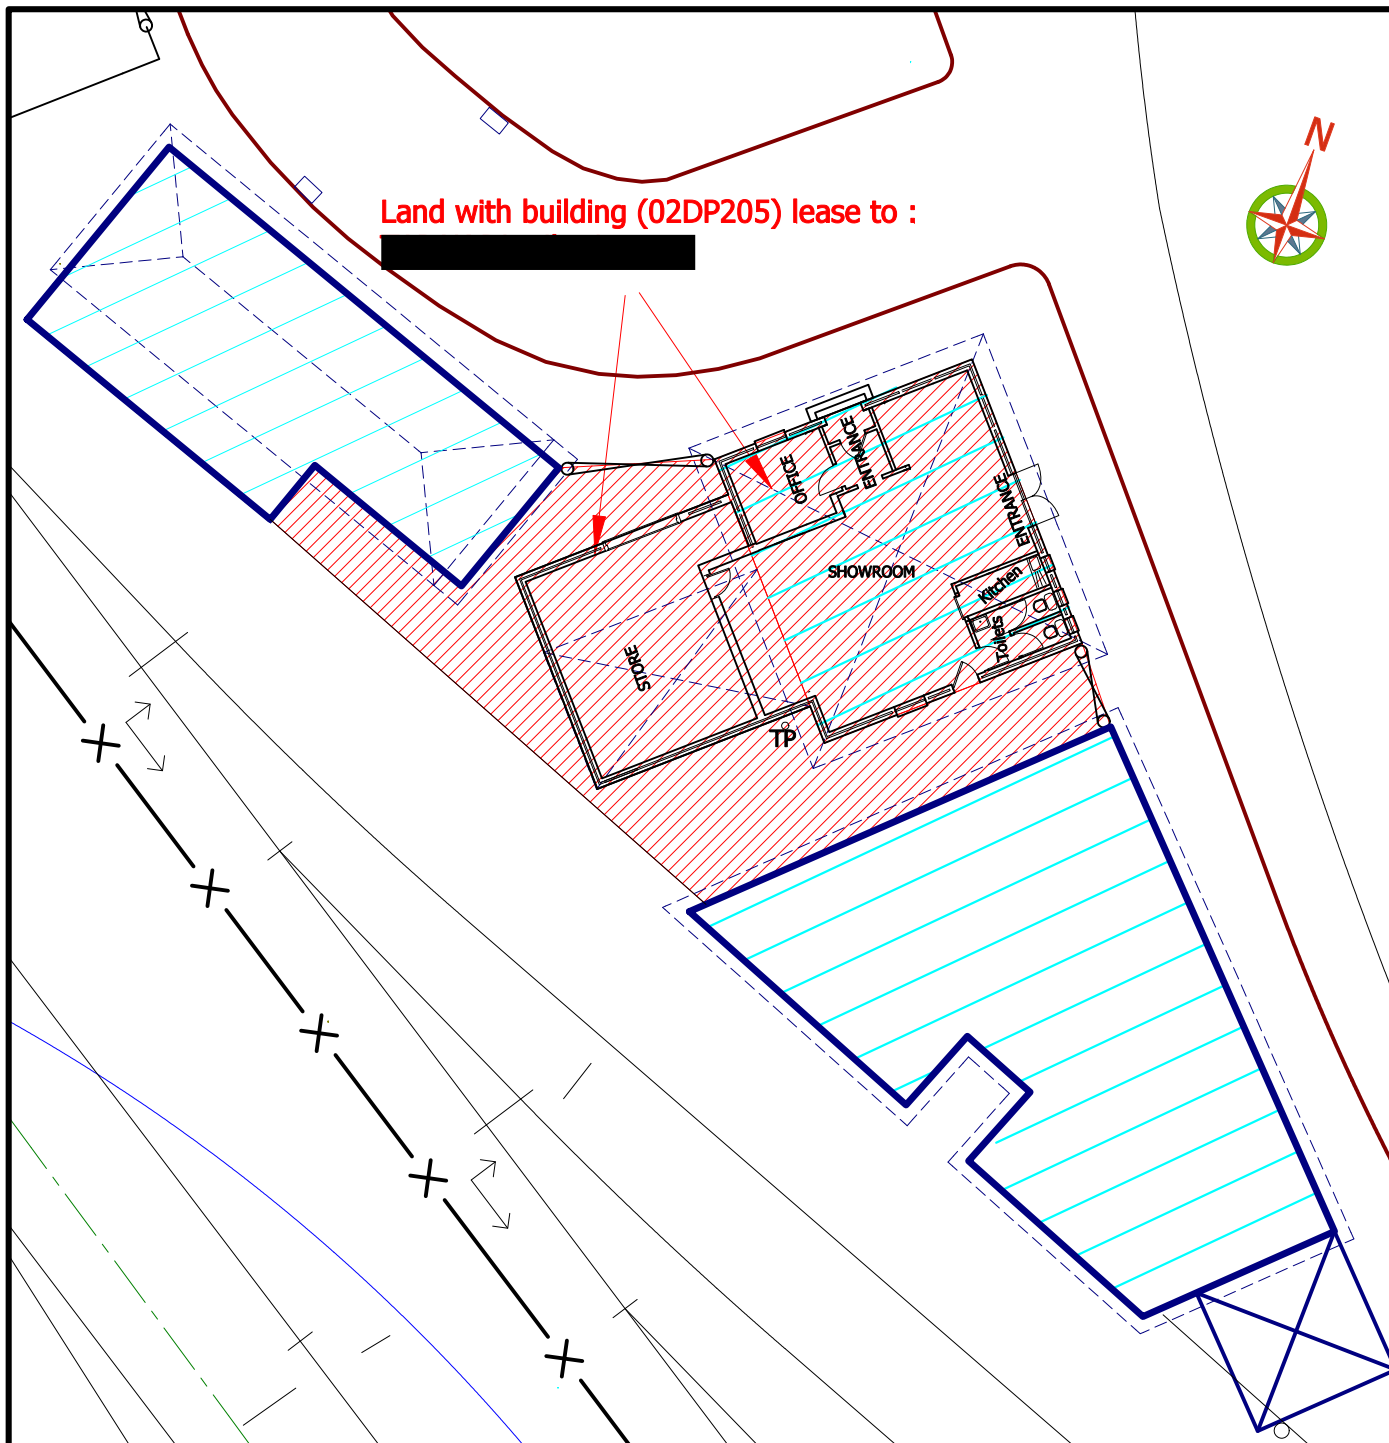 N
Land with building (02DP205) lease to :
ENTRANCE
OFFICE
ENTRANCE
SHOWROOM
Kitchen
Toilets
STORE
TP